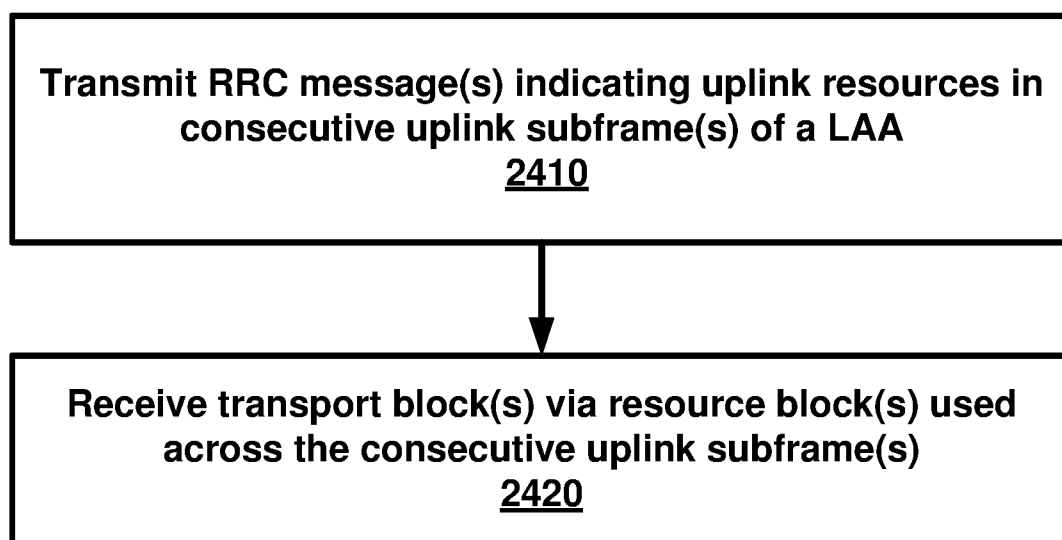 Transmit RRC message(s) indicating uplink resources in
consecutive uplink subframe(s) of a LAA
2410
Receive transport block(s) via resource block(s) used
across the consecutive uplink subframe(s)
2420